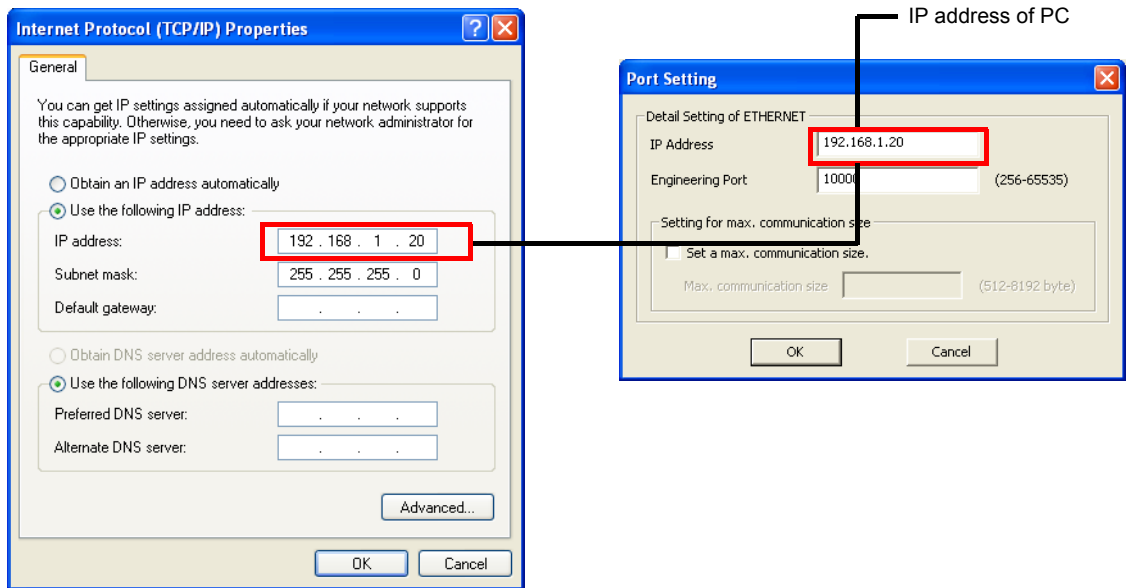 IP address of PC
Internet Protocol (TCP/IP) Properties
General
You can get IP settings assigned automatically if your network supports
this capability. Otherwise, you need to ask your network administrator for
the appropriate IP settings.
Obtain an IP address automatically
Use the following IP address:
IP address:
192 . 168 . 1 . 20
Subnet mask:
255 . 255 . 255 . 0
Default gateway:
. . .
Obtain DNS server address automatically
Use the following DNS server addresses:
Preferred DNS server:
. . .
Alternate DNS server:
. . .
Advanced...
OK
Cancel
Port Setting
Detail Setting of ETHERNET
IP Address
192.168.1.20
Engineering Port
10000
(256-65535)
Setting for max. communication size
Set a max. communication size.
Max. communication size
(512-8192 byte)
OK
Cancel